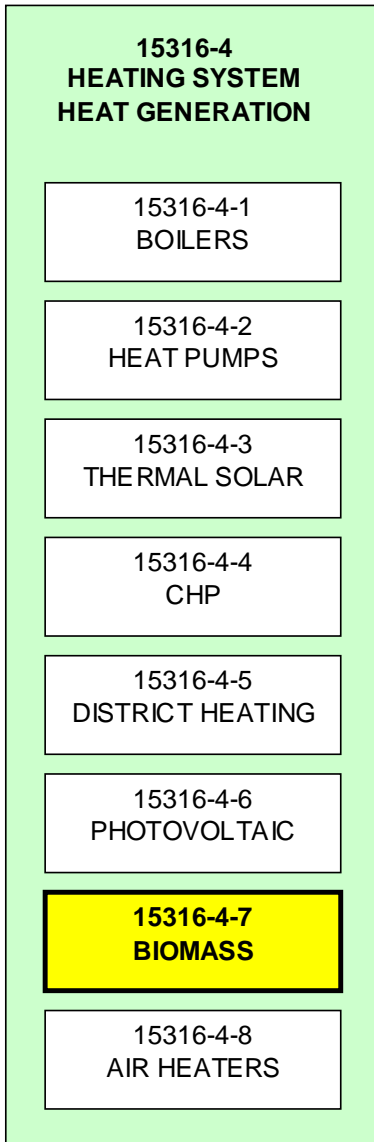 15316-4
HEATING SYSTEM
HEAT GENERATION
15316-4-1
BOILERS
15316-4-2
HEAT PUMPS
15316-4-3
THERMAL SOLAR
15316-4-4
CHP
15316-4-5
DISTRICT HEATING
15316-4-6
PHOTOVOLTAIC
15316-4-7
BIOMASS
15316-4-8
AIR HEATERS